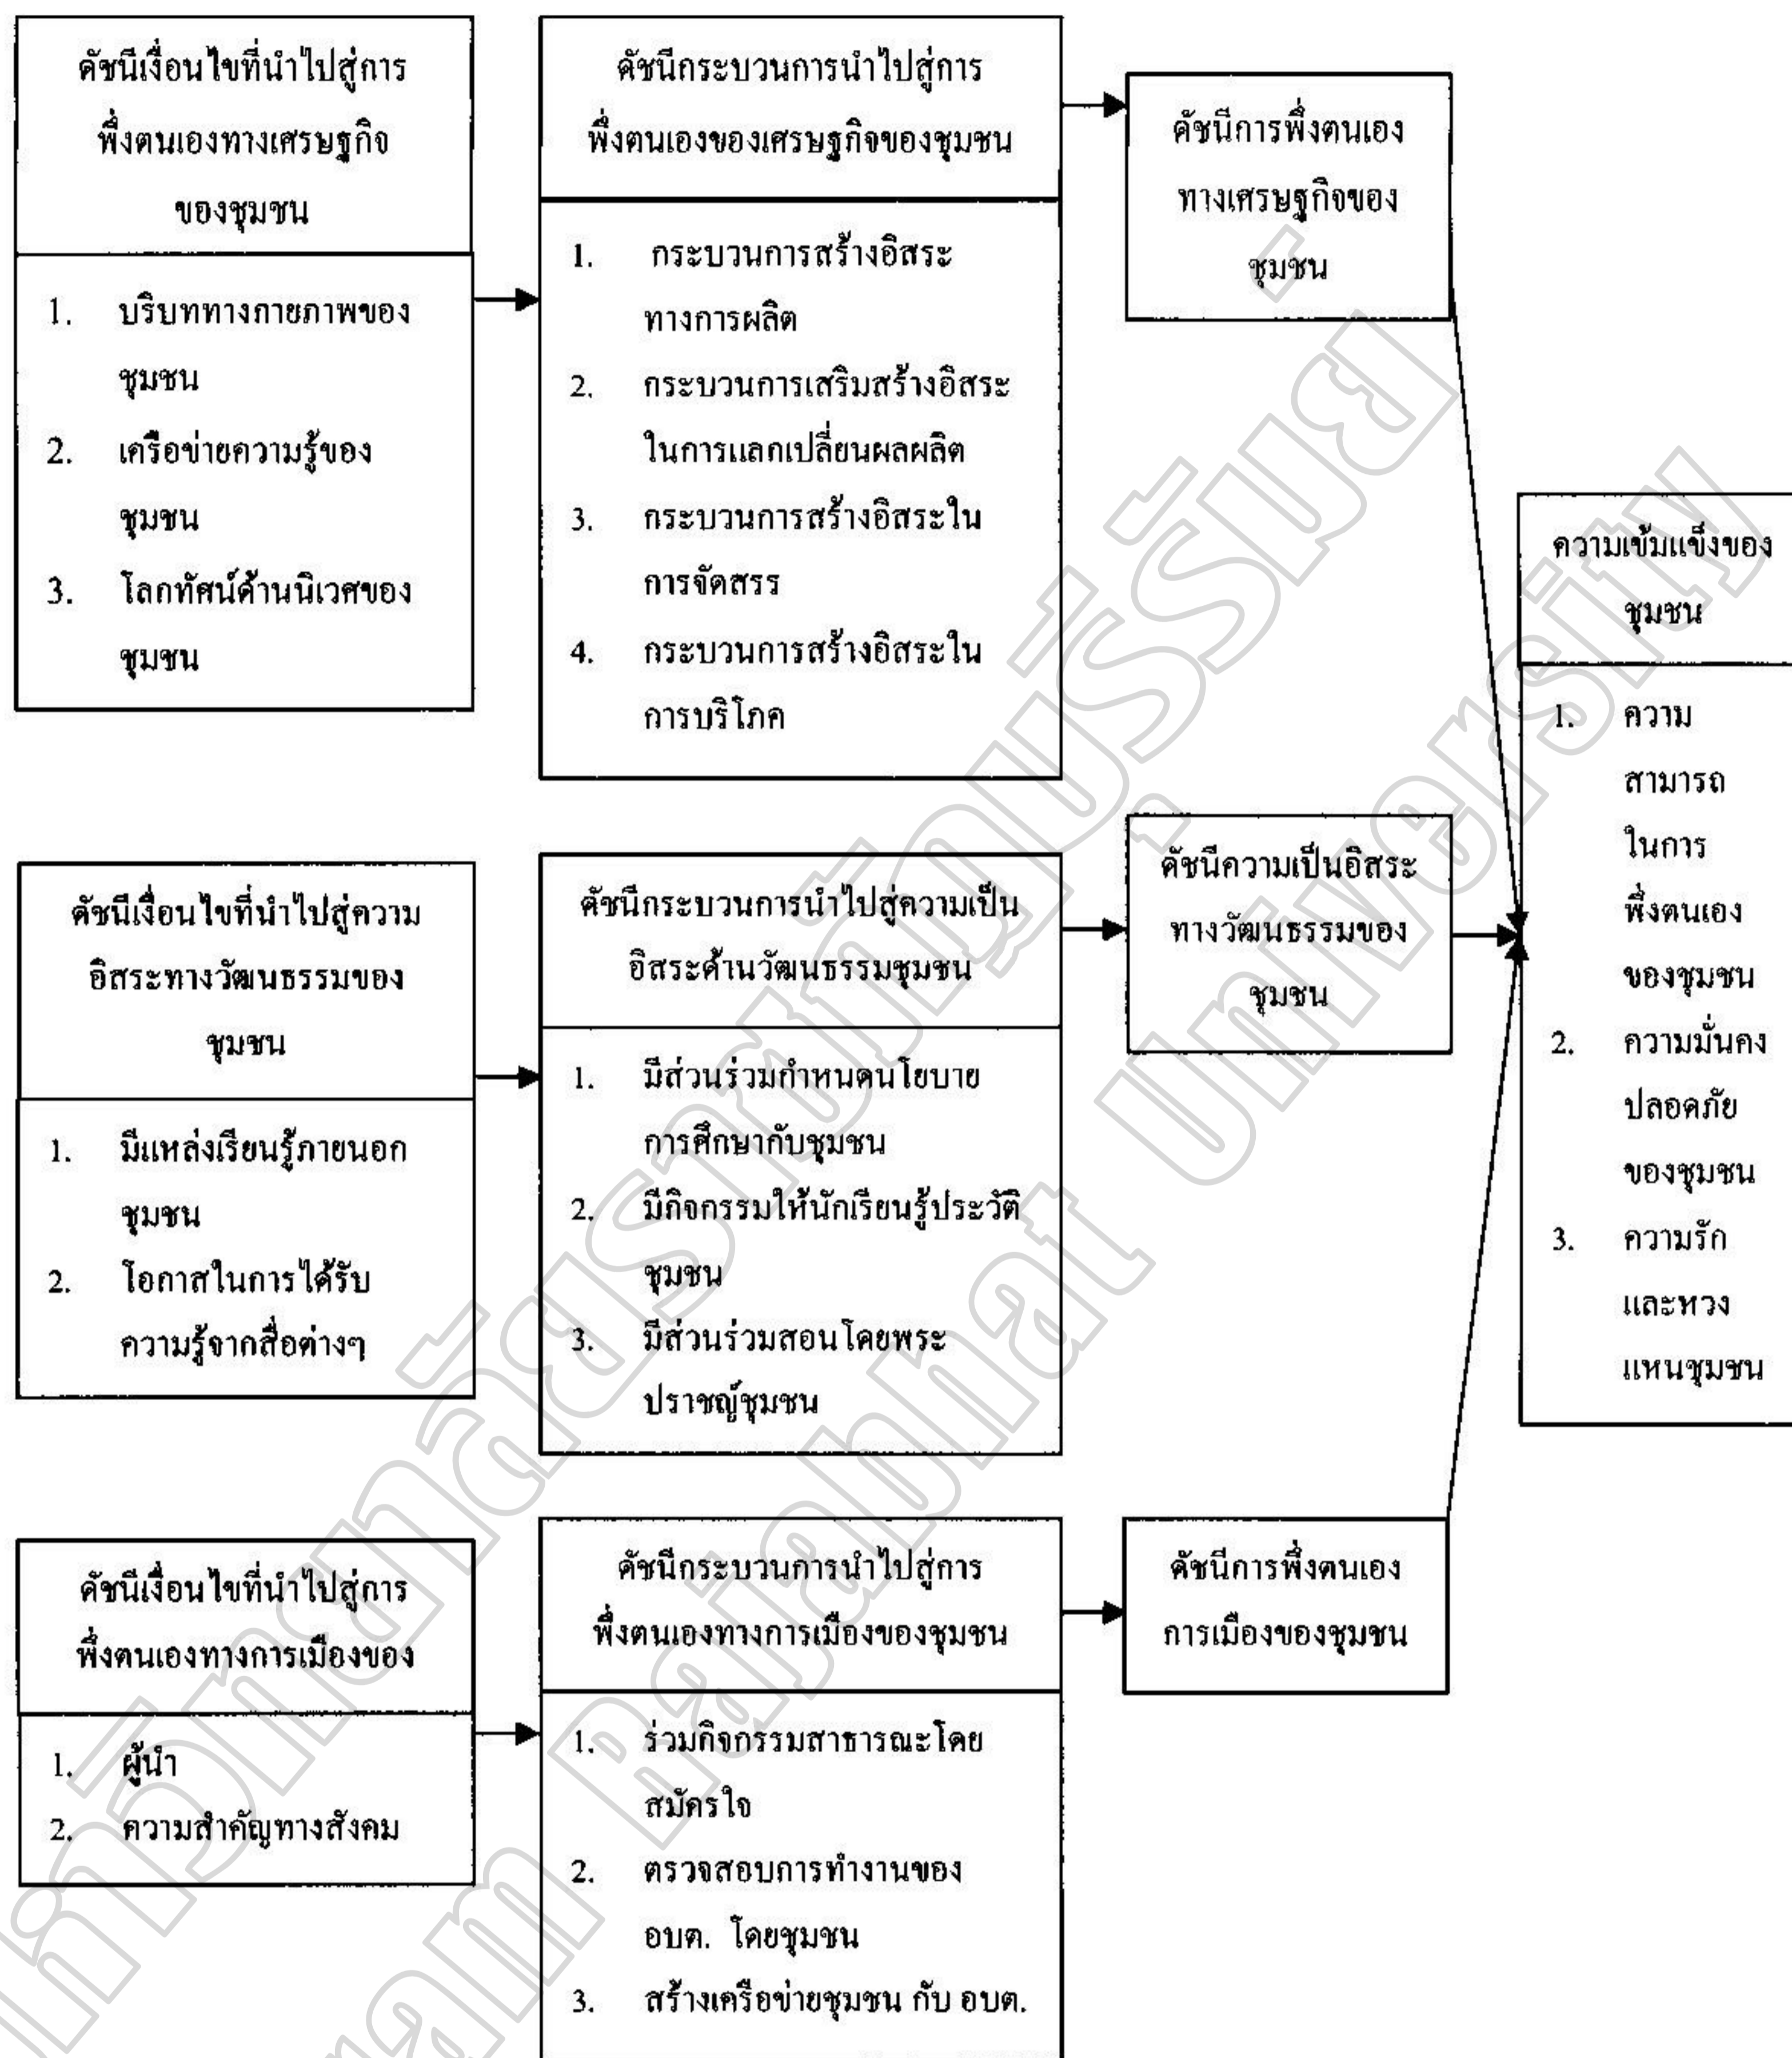 ดัชนีเงื่อนไขที่นำไปสู่การ
พึ่งตนเองทางเศรษฐกิจ
ของชุมชน
1. บริบททางกายภาพของ
ชุมชน
2. เครือข่ายความรู้ของ
ชุมชน
3. โลกทัศน์ด้านนิเวศของ
ชุมชน
ดัชนีกระบวนการนำไปสู่การ
พึ่งตนเองของเศรษฐกิจของชุมชน
1. กระบวนการสร้างอิสระ
ทางการผลิต
2. กระบวนการเสริมสร้างอิสระ
ในการแลกเปลี่ยนผลผลิต
3. กระบวนการสร้างอิสระใน
การจัดสรร
4. กระบวนการสร้างอิสระใน
การบริโภค
ดัชนีการพึ่งตนเอง
ทางเศรษฐกิจของ
ชุมชน
ดัชนีเงื่อนไขที่นำไปสู่ความ
อิสระทางวัฒนธรรมของ
ชุมชน
1. มีแหล่งเรียนรู้ภายนอก
ชุมชน
2. โอกาสในการได้รับ
ความรู้จากสื่อต่างๆ
ดัชนีกระบวนการนำไปสู่ความเป็น
อิสระด้านวัฒนธรรมชุมชน
1. มีส่วนร่วมกำหนดนโยบาย
การศึกษากับชุมชน
2. มีกิจกรรมให้นักเรียนรู้ประวัติ
ชุมชน
3. มีส่วนร่วมสอนโดยพระ
ปราชญ์ชุมชน
ดัชนีความเป็นอิสระ
ทางวัฒนธรรมของ
ชุมชน
ดัชนีเงื่อนไขที่นำไปสู่การ
พึ่งตนเองทางการเมืองของ
1. ผู้นำ
2. ความสำคัญทางสังคม
ดัชนีกระบวนการนำไปสู่การ
พึ่งตนเองทางการเมืองของชุมชน
1. ร่วมกิจกรรมสาธารณะโดย
สมัครใจ
2. ตรวจสอบการทำงานของ
อบต. โดยชุมชน
3. สร้างเครือข่ายชุมชน กับ อบต.
ดัชนีการพึ่งตนเอง
การเมืองของชุมชน
ความเข้มแข็งของ
ชุมชน
1. ความ
สามารถ
ในการ
พึ่งตนเอง
ของชุมชน
2. ความมั่นคง
ปลอดภัย
ของชุมชน
3. ความรัก
และหวง
แหนชุมชน
Rajabhat University